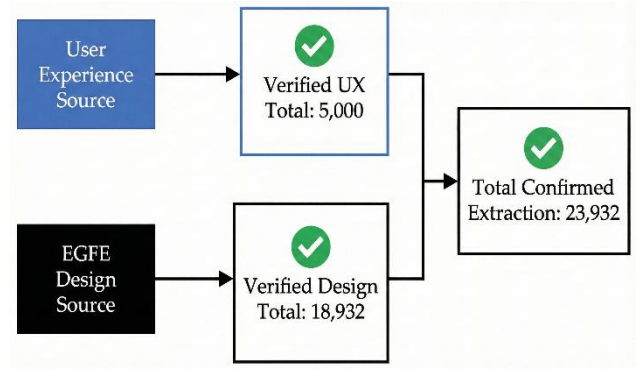 User
Experience
Source
Verified UX
Total: 5,000
EGFE
Design
Source
Verified Design
Total: 18,932
Total Confirmed
Extraction: 23,932